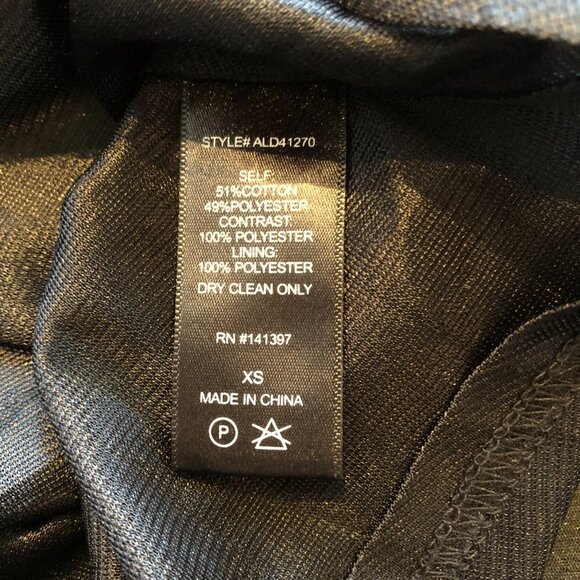 STYLE# ALD41270
SELF:
51%COTTON
49%POLYESTER
CONTRAST:
100% POLYESTER
LINING:
100% POLYESTER
DRY CLEAN ONLY
RN #141397
XS
MADE IN CHINA
P